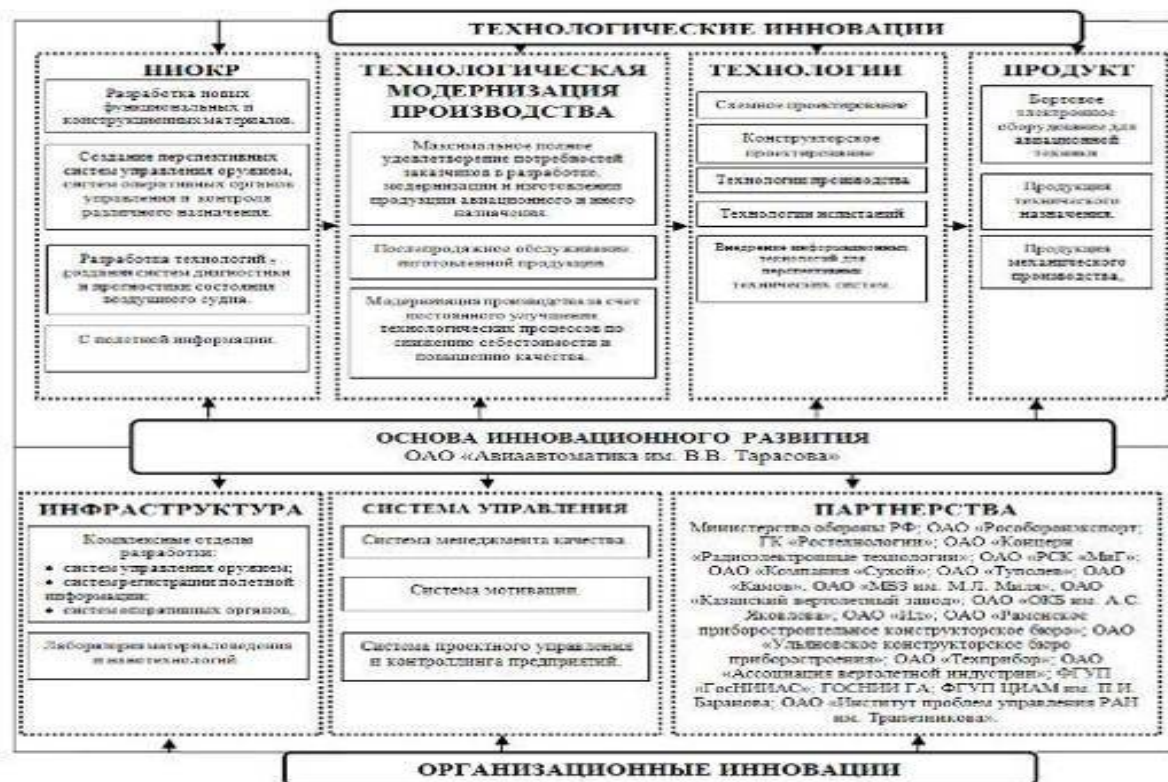 ТЕХНОЛОГИЧЕСКИЕ ИННОВАЦИИ
НИОКР
Разработка новых
функциональных и
конструкционных материалов.
Создание перспективных
систем управления оружием,
систем оперативных органов
управления и контроля
различного назначения.
Разработка технологий -
создания систем диагностики
и прогностики состояния
воздушного судна.
С полетной информации.
ТЕХНОЛОГИЧЕСКАЯ
МОДЕРНИЗАЦИЯ
ПРОИЗВОДСТВА
Максимальное полное
удовлетворение потребностей
заказчиков в разработке,
модернизации и изготовления
продукции авиационного и иного
назначения.
Послепродажное обслуживание
изготовленной продукции
Модернизация производства за счет
постоянного улучшения
технологических процессов по
снижению себестоимости и
повышению качества.
ТЕХНОЛОГИИ
Схемное проектирование
Конструкторское
проектирование
Технологии производства
Технологии испытаний
Внедрение информационных
технологий для
перспективных
технических систем.
ПРОДУКТ
Бортовое
электронное
оборудование для
авиационной
техники
Продукция
технического
назначения.
Продукция
механического
производства.
ОСНОВА ИННОВАЦИОННОГО РАЗВИТИЯ
ОАО «Авиаавтоматика им. В.В. Тарасова»
ИНФРАСТРУКТУРА
Комплексные отделы
разработки:
• систем управления оружием;
• систем регистрации полетной
информации;
• систем оперативных органов,
Лаборатория материаловедения
и нанотехнологий
СИСТЕМА УПРАВЛЕНИЯ
Система менеджмента качества.
Система мотивации.
Система проектного управления
и контроллинга предприятий.
ПАРТНЕРСТВА
Министерство обороны РФ; ОАО «Рособоронэкспорт;
ГК «Ростехнологии»; ОАО «Концерн
«Радиоэлектронные технологии»; ОАО «РСК «МиГ»;
ОАО «Компания «Сухой»; ОАО «Туполев»; ОАО
«Камов», ОАО «МВЗ им. М.Л. Миля», ОАО
«Казанский вертолетный завод»; ОАО «ОКБ им. А.С.
Яковлева»; ОАО «Ил»; ОАО «Раменское
приборостроительное конструкторское бюро»; ОАО
«Ульяновское конструкторское бюро
приборостроения»; ОАО «Техприбор»; ОАО
«Ассоциация вертолетной индустрии»; ФГУП
«ГосНИИАС»; ГОСНИИ ГА; ФГУП ЦИАМ им. П.И.
Баранова; ОАО «Институт проблем управления РАН
им. Трапезникова».
ОРГАНИЗАЦИОННЫЕ ИННОВАЦИИ